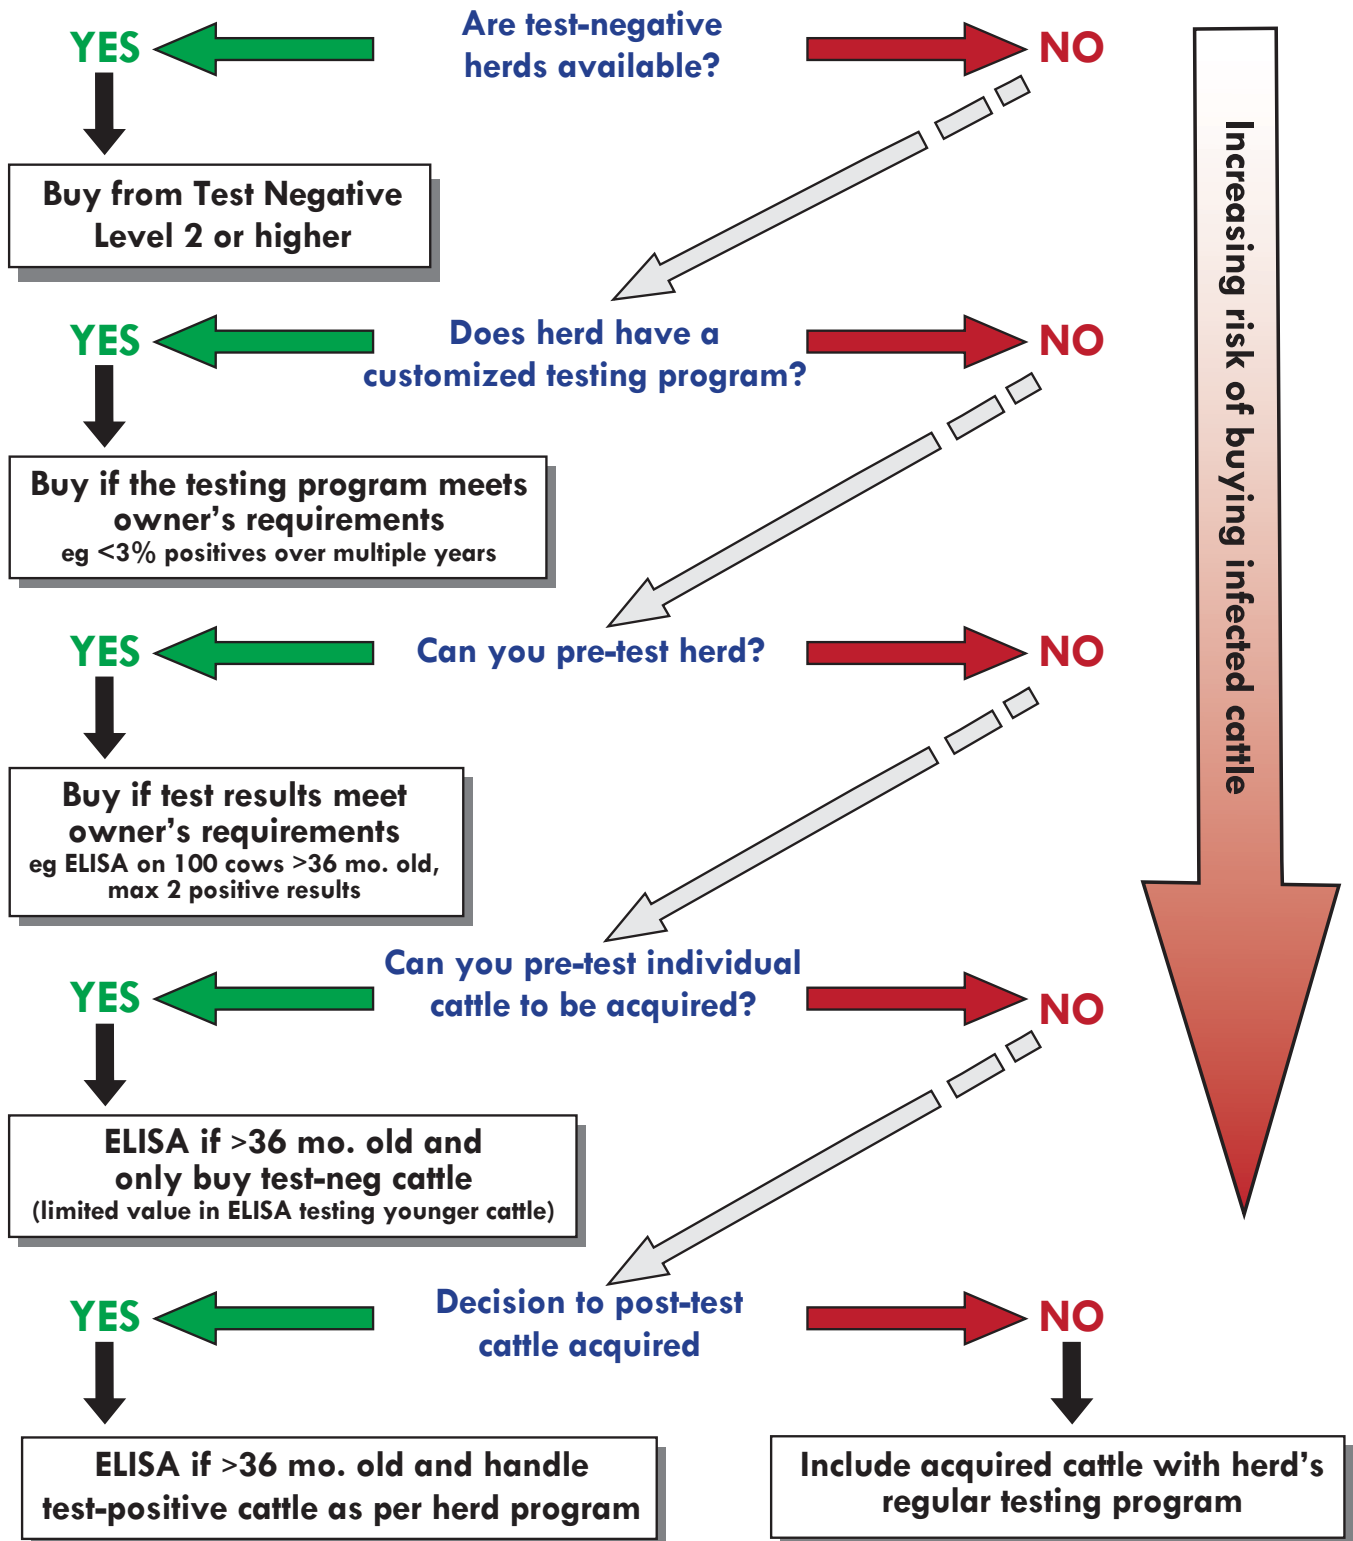 Are test-negative
herds available?
YES
NO
Buy from Test Negative
Level 2 or higher
Does herd have a
customized testing program?
YES
NO
Buy if the testing program meets
owner's requirements
eg <3% positives over multiple years
Can you pre-test herd?
YES
NO
Buy if test results meet
owner's requirements
eg ELISA on 100 cows >36 mo. old,
max 2 positive results
Can you pre-test individual
cattle to be acquired?
YES
NO
ELISA if >36 mo. old and
only buy test-neg cattle
(limited value in ELISA testing younger cattle)
Decision to post-test
cattle acquired
YES
NO
ELISA if >36 mo. old and handle
test-positive cattle as per herd program
Include acquired cattle with herd's
regular testing program
Increasing risk of buying infected cattle